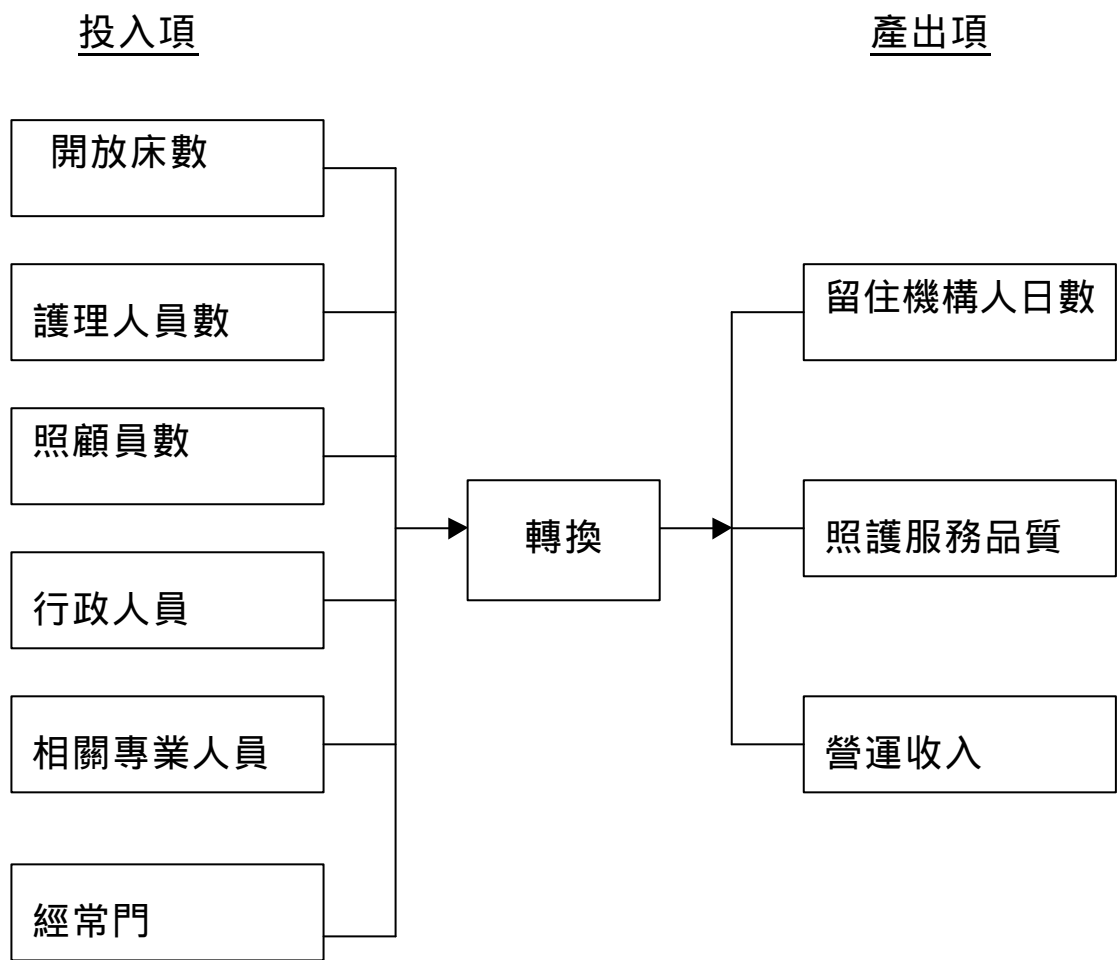 投入項
產出項
開放床數
護理人員數
照顧員數
行政人員
相關專業人員
經常門
轉換
留住機構人日數
照護服務品質
營運收入